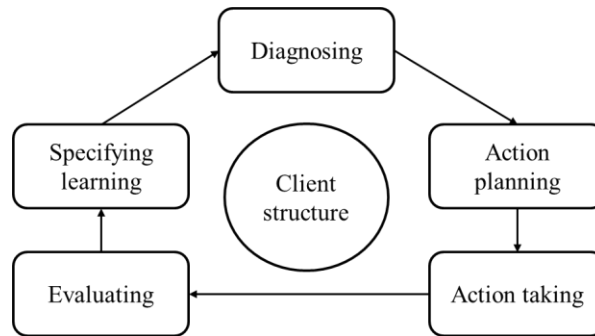 Diagnosing
Specifying
learning
Client
structure
Action
planning
Evaluating
Action taking